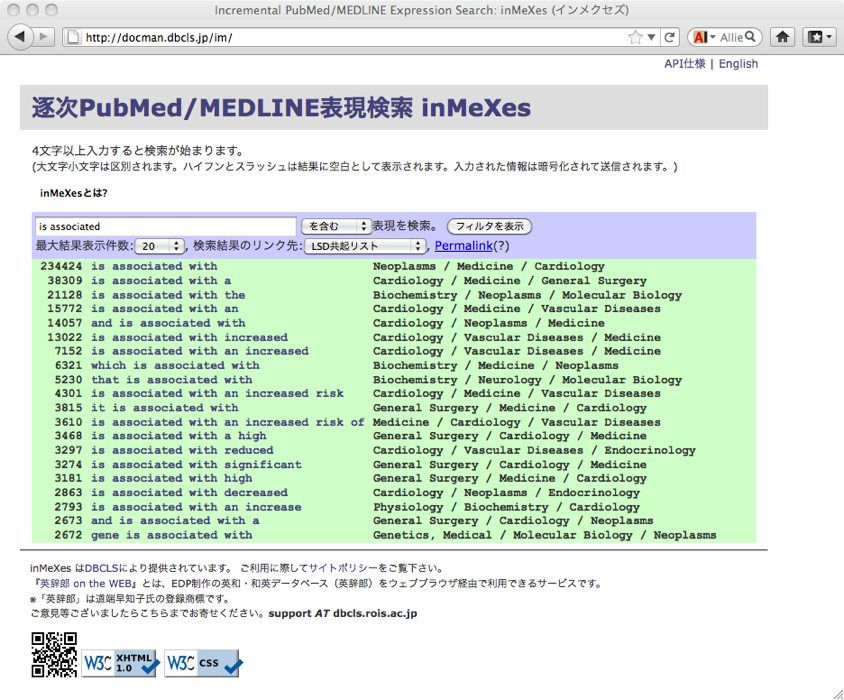 Incremental PubMed/MEDLINE Expression Search: inMeXes (インメクセズ)
http://docman.dbcls.jp/im/
Allie
API仕様 | English
逐次PubMed/MEDLINE表現検索 inMeXes
4文字以上入力すると検索が始まります。
(大文字小文字は区別されます。ハイフンとスラッシュは結果に空白として表示されます。入力された情報は暗号化されて送信されます。)
inMeXesとは?
is associated を含む 表現を検索。 フィルタを表示
最大結果表示件数: 20 , 検索結果のリンク先: LSD共起リスト , Permalink(?)
234424 is associated with Neoplasms / Medicine / Cardiology
38309 is associated with a Cardiology / Medicine / General Surgery
21128 is associated with the Biochemistry / Neoplasms / Molecular Biology
15772 is associated with an Cardiology / Medicine / Vascular Diseases
14057 and is associated with Cardiology / Neoplasms / Medicine
13022 is associated with increased Cardiology / Vascular Diseases / Medicine
7152 is associated with an increased Cardiology / Vascular Diseases / Medicine
6321 which is associated with Biochemistry / Medicine / Neoplasms
5230 that is associated with Biochemistry / Neurology / Molecular Biology
4301 is associated with an increased risk Cardiology / Medicine / Vascular Diseases
3815 it is associated with General Surgery / Medicine / Cardiology
3610 is associated with an increased risk of Medicine / Cardiology / Vascular Diseases
3468 is associated with a high General Surgery / Cardiology / Medicine
3297 is associated with reduced Cardiology / Vascular Diseases / Endocrinology
3274 is associated with significant General Surgery / Cardiology / Medicine
3181 is associated with high General Surgery / Medicine / Cardiology
2863 is associated with decreased Cardiology / Neoplasms / Endocrinology
2793 is associated with an increase Physiology / Biochemistry / Cardiology
2673 and is associated with a General Surgery / Cardiology / Neoplasms
2672 gene is associated with Genetics, Medical / Molecular Biology / Neoplasms
inMeXes はDBCLSにより提供されています。 ご利用に際してサイトポリシーをご覧下さい。
『英辞郎 on the WEB』とは、EDP制作の英和・和英データベース（英辞郎）をウェブブラウザ経由で利用できるサービスです。
※「英辞郎」は道端早知子氏の登録商標です。
ご意見等ございましたらこちらまでお寄せください。support AT dbcls.rois.ac.jp
W3C XHTML 1.0 W3C CSS